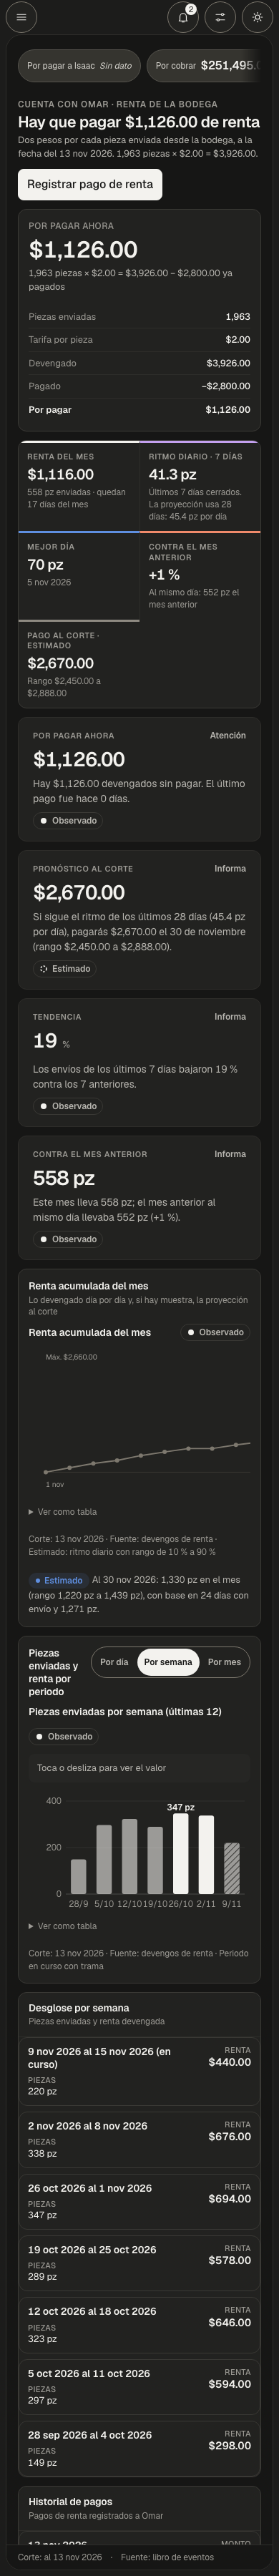 2
Por pagar a Isaac Sin dato
Por cobrar $251,495.0
CUENTA CON OMAR · RENTA DE LA BODEGA
Hay que pagar $1,126.00 de renta
Dos pesos por cada pieza enviada desde la bodega, a la
fecha del 13 nov 2026. 1,963 piezas × $2.00 = $3,926.00.
Registrar pago de renta
POR PAGAR AHORA
$1,126.00
1,963 piezas × $2.00 = $3,926.00 − $2,800.00 ya
pagados
Piezas enviadas 1,963
Tarifa por pieza $2.00
Devengado $3,926.00
Pagado −$2,800.00
Por pagar $1,126.00
RENTA DEL MES
$1,116.00
558 pz enviadas · quedan
17 días del mes
RITMO DIARIO · 7 DÍAS
41.3 pz
Últimos 7 días cerrados.
La proyección usa 28
días: 45.4 pz por día
MEJOR DÍA
70 pz
5 nov 2026
CONTRA EL MES
ANTERIOR
+1 %
Al mismo día: 552 pz el
mes anterior
PAGO AL CORTE ·
ESTIMADO
$2,670.00
Rango $2,450.00 a
$2,888.00
POR PAGAR AHORA Atención
$1,126.00
Hay $1,126.00 devengados sin pagar. El último
pago fue hace 0 días.
Observado
PRONÓSTICO AL CORTE Informa
$2,670.00
Si sigue el ritmo de los últimos 28 días (45.4 pz
por día), pagarás $2,670.00 el 30 de noviembre
(rango $2,450.00 a $2,888.00).
Estimado
TENDENCIA Informa
19 %
Los envíos de los últimos 7 días bajaron 19 %
contra los 7 anteriores.
Observado
CONTRA EL MES ANTERIOR Informa
558 pz
Este mes lleva 558 pz; el mes anterior al
mismo día llevaba 552 pz (+1 %).
Observado
Renta acumulada del mes
Lo devengado día por día y, si hay muestra, la proyección
al corte
Renta acumulada del mes Observado
Máx. $2,660.00
1 nov
Ver como tabla
Corte: 13 nov 2026 · Fuente: devengos de renta ·
Estimado: ritmo diario con rango de 10 % a 90 %
Estimado Al 30 nov 2026: 1,330 pz en el mes
(rango 1,220 pz a 1,439 pz), con base en 24 días con
envío y 1,271 pz.
Piezas
enviadas y
renta por
periodo
Por día Por semana Por mes
Piezas enviadas por semana (últimas 12)
Observado
Toca o desliza para ver el valor
347 pz
400
200
0
28/9 5/10 12/10 19/10 26/10 2/11 9/11
Ver como tabla
Corte: 13 nov 2026 · Fuente: devengos de renta · Periodo
en curso con trama
Desglose por semana
Piezas enviadas y renta devengada
9 nov 2026 al 15 nov 2026 (en
curso)
PIEZAS
220 pz
RENTA
$440.00
2 nov 2026 al 8 nov 2026
PIEZAS
338 pz
RENTA
$676.00
26 oct 2026 al 1 nov 2026
PIEZAS
347 pz
RENTA
$694.00
19 oct 2026 al 25 oct 2026
PIEZAS
289 pz
RENTA
$578.00
12 oct 2026 al 18 oct 2026
PIEZAS
323 pz
RENTA
$646.00
5 oct 2026 al 11 oct 2026
PIEZAS
297 pz
RENTA
$594.00
28 sep 2026 al 4 oct 2026
PIEZAS
149 pz
RENTA
$298.00
Historial de pagos
Pagos de renta registrados a Omar
13 nov 2026 MONTO
Corte: al 13 nov 2026 · Fuente: libro de eventos